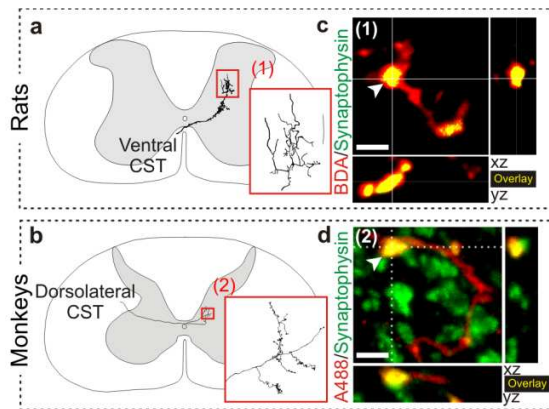 Rats
a
(1)
Ventral
CST
c
(1)
BDA/Synaptophysin
xz
Overlay
yz
Monkeys
b
(2)
Dorsolateral
CST
d
(2)
A488/Synaptophysin
xz
Overlay
yz